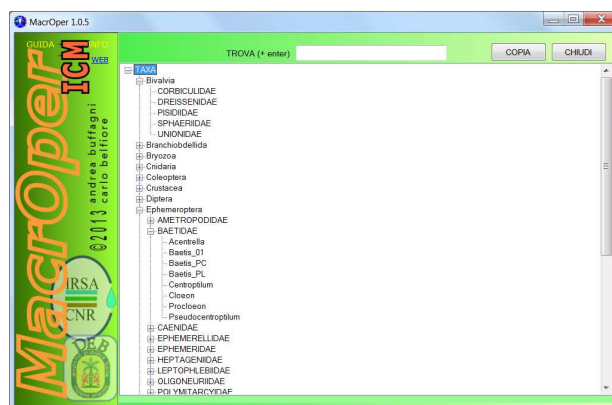 MacrOper 1.0.5
GUIDA
INFO
WEB
MacrOper
ICM
©2013 andrea buffagni
carlo belfiore
IRSA
CNR
DEB
TROVA (+ enter)
COPIA
CHIUDI
TAXA
Bivalvia
CORBICULIDAE
DREISSENIDAE
PISIDIIDAE
SPHAERIIDAE
UNIONIDAE
Branchiobdellida
Bryozoa
Cnidaria
Coleoptera
Crustacea
Diptera
Ephemeroptera
AMETROPODIDAE
BAETIDAE
Acentrella
Baetis_01
Baetis_PC
Baetis_PL
Centroptilum
Cloeon
Procloeon
Pseudocentroptilum
CAENIDAE
EPHEMERELLIDAE
EPHEMERIDAE
HEPTAGENIIDAE
LEPTOPHLEBIIDAE
OLIGONEURIIDAE
POLYMITARCYIDAE